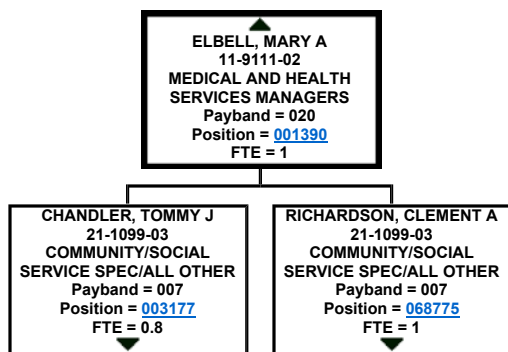 ELBELL, MARY A
11-9111-02
MEDICAL AND HEALTH
SERVICES MANAGERS
Payband = 020
Position = 001390
FTE = 1
CHANDLER, TOMMY J
21-1099-03
COMMUNITY/SOCIAL
SERVICE SPEC/ALL OTHER
Payband = 007
Position = 003177
FTE = 0.8
RICHARDSON, CLEMENT A
21-1099-03
COMMUNITY/SOCIAL
SERVICE SPEC/ALL OTHER
Payband = 007
Position = 068775
FTE = 1